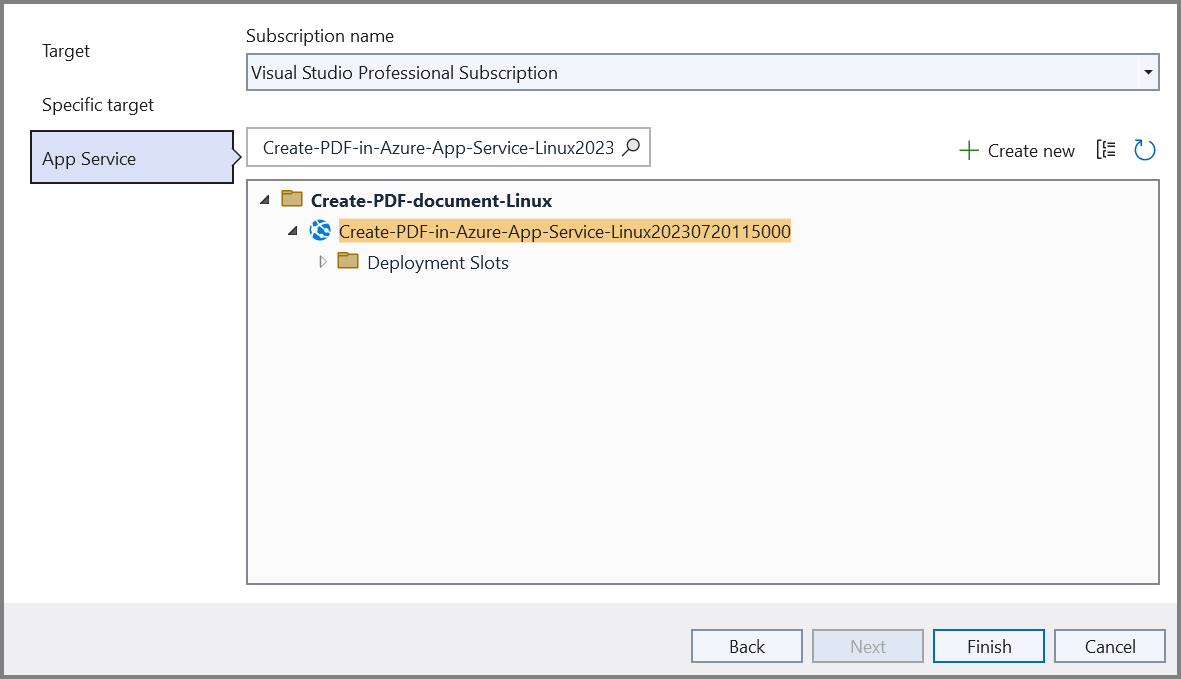 Target
Specific target
App Service
Subscription name
Visual Studio Professional Subscription
Create-PDF-in-Azure-App-Service-Linux2023
Create new
Create-PDF-document-Linux
Create-PDF-in-Azure-App-Service-Linux20230720115000
Deployment Slots
Back
Next
Finish
Cancel